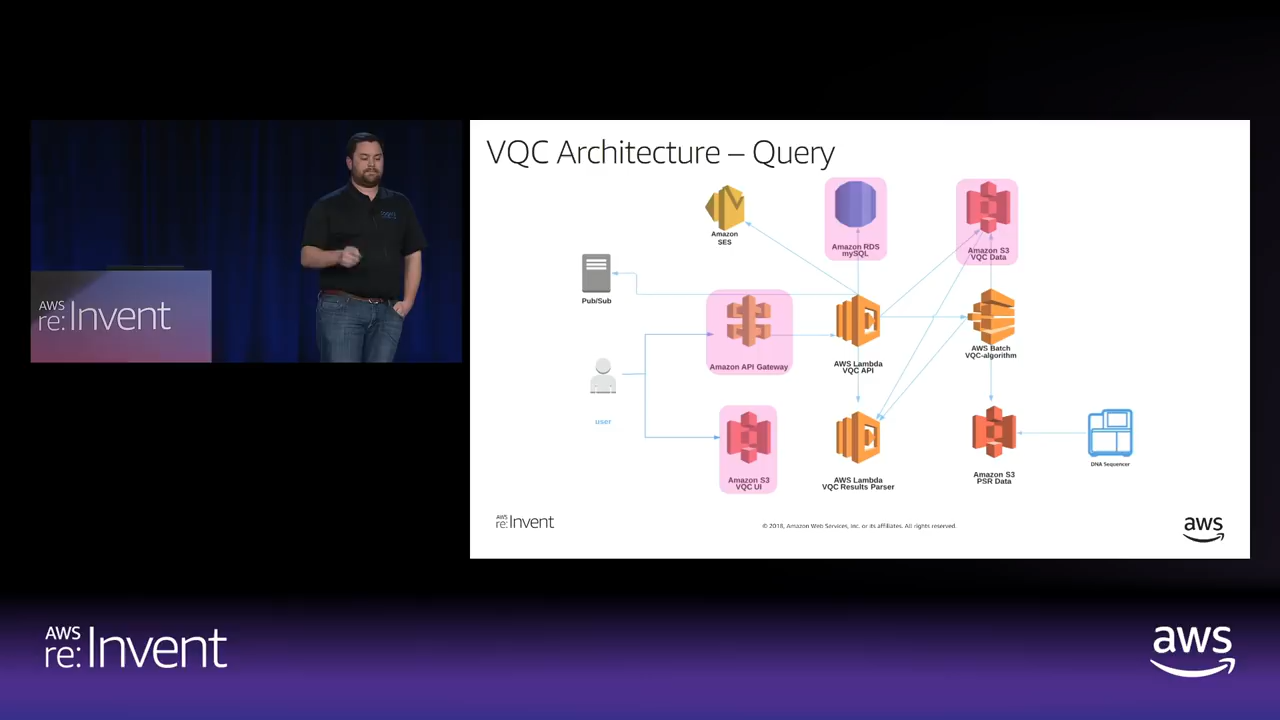 AWS
re:Invent
VQC Architecture – Query
Amazon
SES
Amazon RDS
mySQL
Amazon S3
VQC Data
Pub/Sub
Amazon API Gateway
AWS Lambda
VQC API
AWS Batch
VQC-algorithm
user
Amazon S3
VQC UI
AWS Lambda
VQC Results Parser
Amazon S3
PSR Data
DNA Sequencer
AWS
re:Invent
© 2018, Amazon Web Services, Inc. or its affiliates. All rights reserved.
aws
AWS
re:Invent
aws